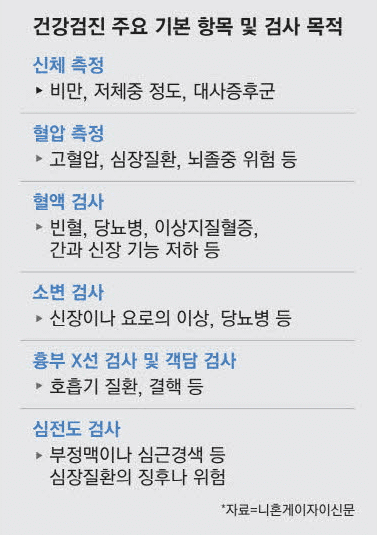 건강검진 주요 기본 항목 및 검사 목적
신체 측정
▸ 비만, 저체중 정도, 대사증후군
혈압 측정
▸ 고혈압, 심장질환, 뇌졸중 위험 등
혈액 검사
▸ 빈혈, 당뇨병, 이상지질혈증,
간과 신장 기능 저하 등
소변 검사
▸ 신장이나 요로의 이상, 당뇨병 등
흉부 X선 검사 및 객담 검사
▸ 호흡기 질환, 결핵 등
심전도 검사
▸ 부정맥이나 심근경색 등
심장질환의 징후나 위험
*자료=니혼게이자이신문